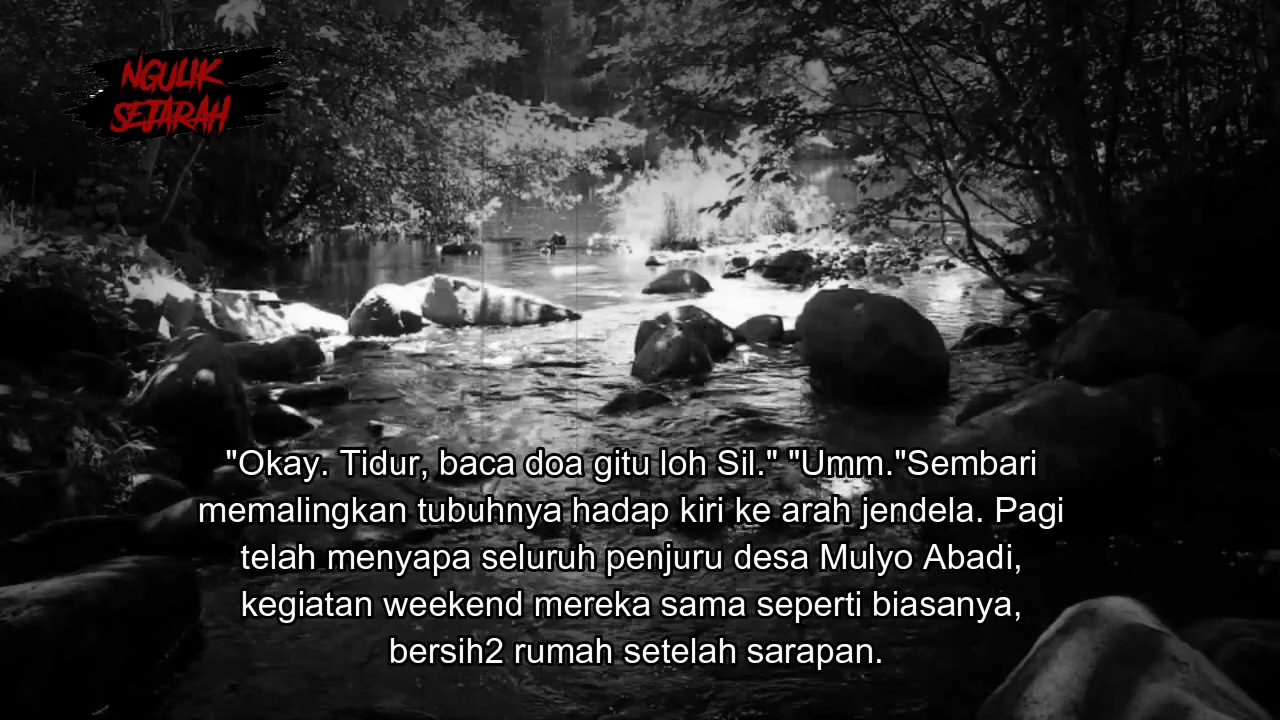 NGULIK
SEJARAH
"Okay. Tidur, baca doa gitu loh Sil." "Umm."Sembari
memalingkan tubuhnya hadap kiri ke arah jendela. Pagi
telah menyapa seluruh penjuru desa Mulyo Abadi,
kegiatan weekend mereka sama seperti biasanya,
bersih2 rumah setelah sarapan.